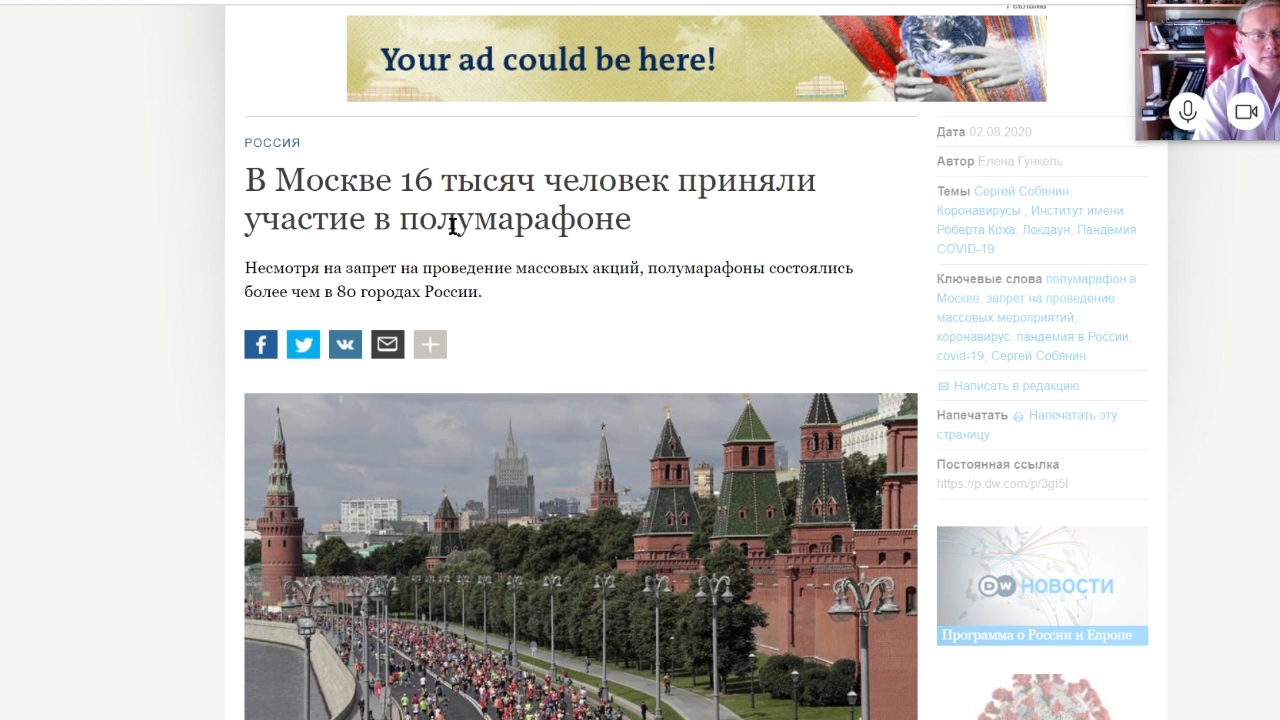 Реклама
Your ad could be here!
РОССИЯ
В Москве 16 тысяч человек приняли
участие в полумарафоне
Несмотря на запрет на проведение массовых акций, полумарафоны состоялись
более чем в 80 городах России.
Дата 02.08.2020
Автор Елена Гункель
Темы Сергей Собянин,
Коронавирусы , Институт имени
Роберта Коха, Локдаун, Пандемия
COVID-19
Ключевые слова полумарафон в
Москве, запрет на проведение
массовых мероприятий,
коронавирус, пандемия в России,
covid-19, Сергей Собянин
Написать в редакцию
Напечатать Напечатать эту
страницу
Постоянная ссылка
https://p.dw.com/p/3gI5l
DW НОВОСТИ
Программа о России и Европе